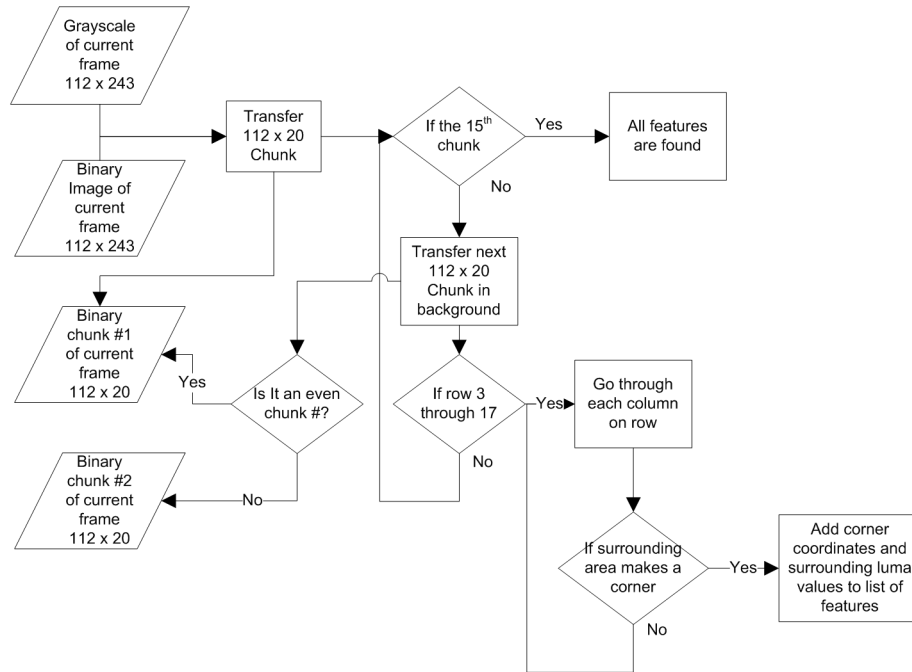 Grayscale
of current
frame
112 x 243
Transfer
112 x 20
Chunk
If the 15th
chunk
Yes
All features
are found
Binary
Image of
current
frame
112 x 243
No
Transfer next
112 x 20
Chunk in
background
Binary
chunk #1
of current
frame
112 x 20
Yes
Is It an even
chunk #?
If row 3
through 17
Yes
Go through
each column
on row
No
Binary
chunk #2
of current
frame
112 x 20
No
If surrounding
area makes a
corner
Yes
Add corner
coordinates and
surrounding luma
values to list of
features
No